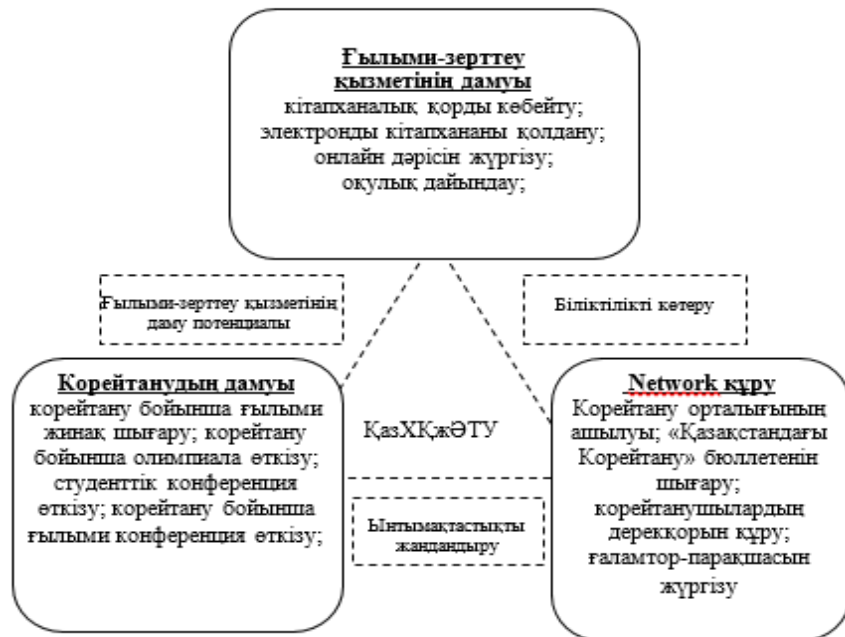 Ғылыми-зерттеу
қызметінің дамуы
кітапханалық қорды көбейту;
электронды кітапхананы қолдану;
онлайн дәрісін жүргізу;
оқулық дайындау;
Ғылыми-зерттеу қызметінің
даму потенциалы
Біліктілікті көтеру
Корейтанудың дамуы
корейтану бойынша ғылыми
жинақ шығару; корейтану
бойынша олимпиала өткізу;
студенттік конференция
өткізу; корейтану бойынша
ғылыми конференция өткізу;
ҚазХҚжӘТУ
Ынтымақтастықты
жандандыру
Network құру
Корейтану орталығының
ашылуы; «Қазақстандағы
Корейтану» бюллетенін
шығару;
корейтанушылардың
дерекқорын құру;
ғаламтор-парақшасын
жүргізу